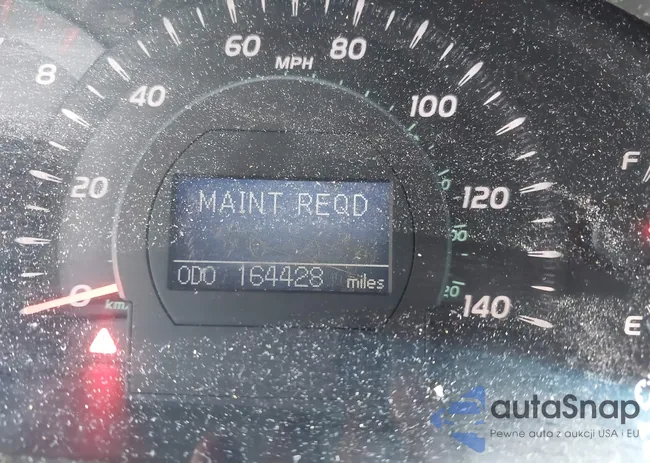 60
MPH
80
8
40
100
F
20
MAINT REQD
120
0
ODO 164428 miles
140
km
20
E
autaSnap
Pewne auta z aukcji USA i EU